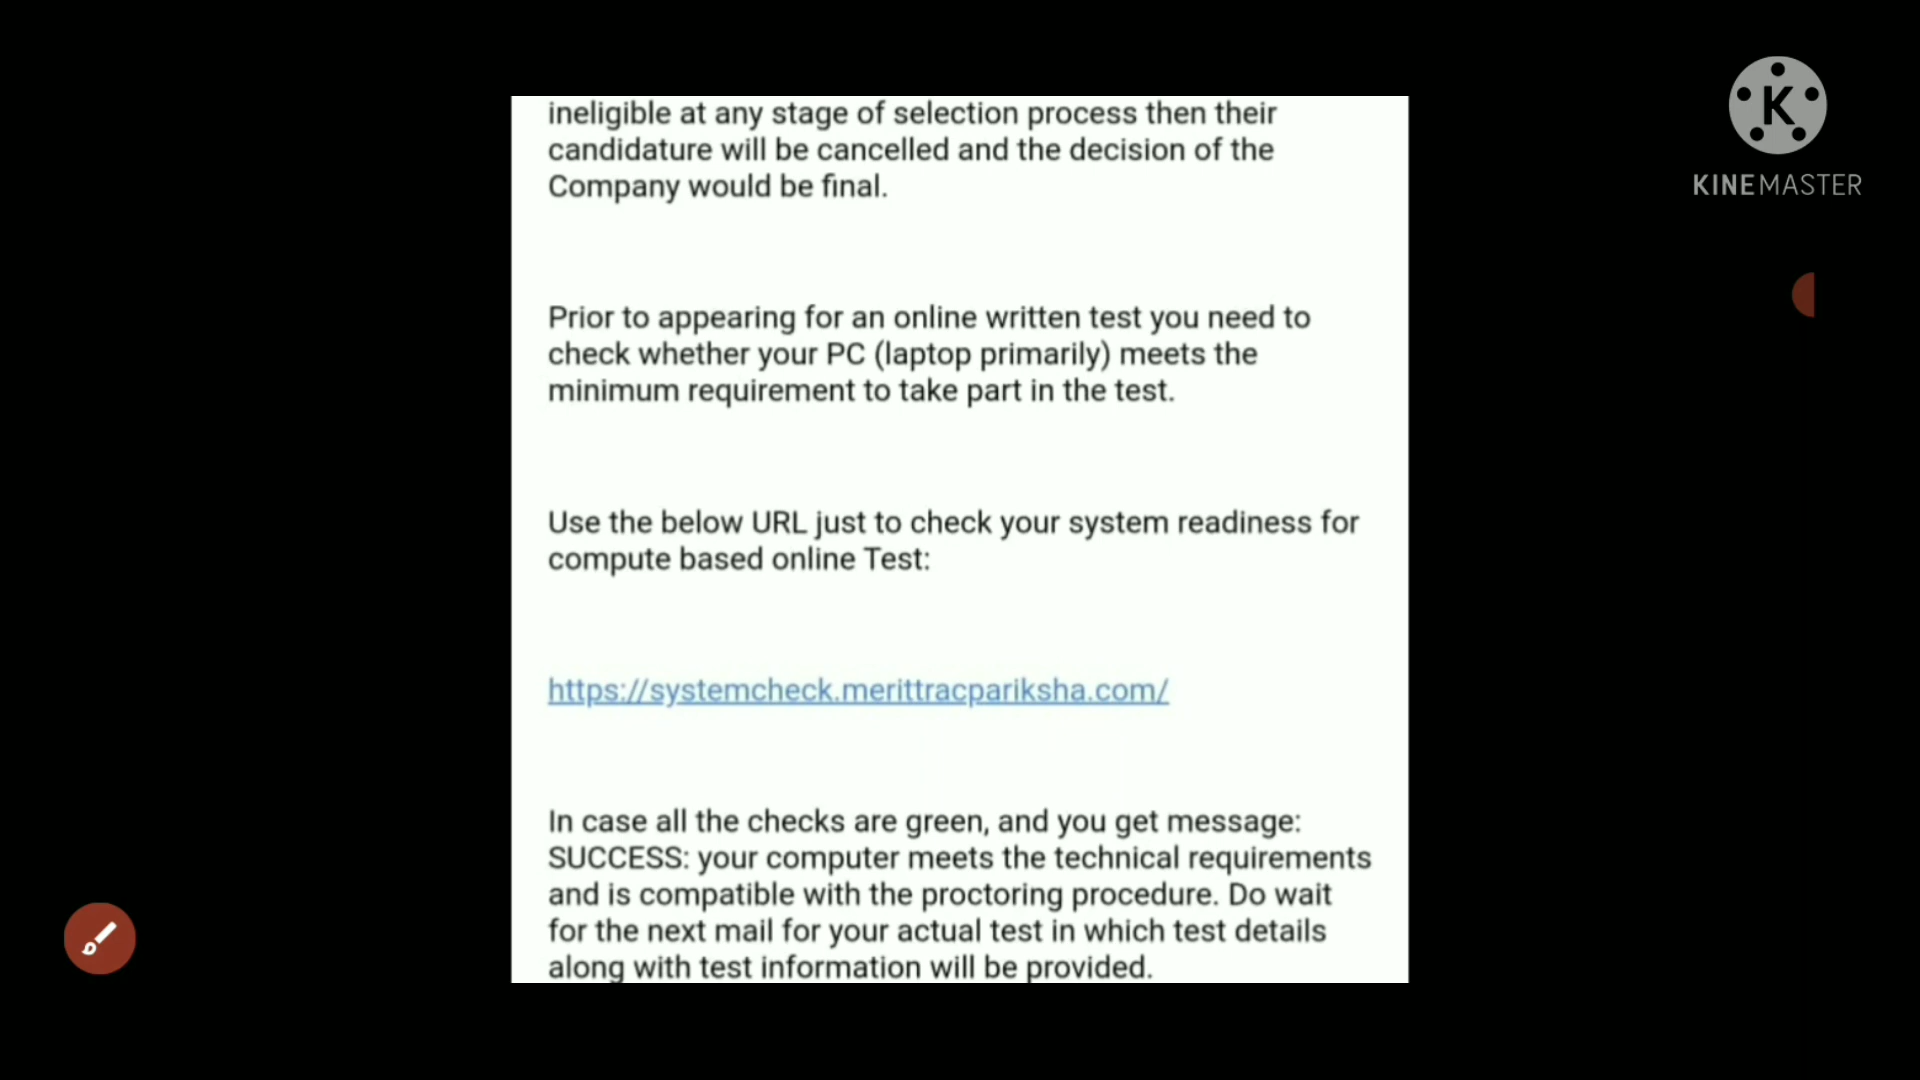 ineligible at any stage of selection process then their
candidature will be cancelled and the decision of the
Company would be final.
Prior to appearing for an online written test you need to
check whether your PC (laptop primarily) meets the
minimum requirement to take part in the test.
Use the below URL just to check your system readiness for
compute based online Test:
https://systemcheck.merittracpariksha.com/
In case all the checks are green, and you get message:
SUCCESS: your computer meets the technical requirements
and is compatible with the proctoring procedure. Do wait
for the next mail for your actual test in which test details
along with test information will be provided.
K
KINEMASTER